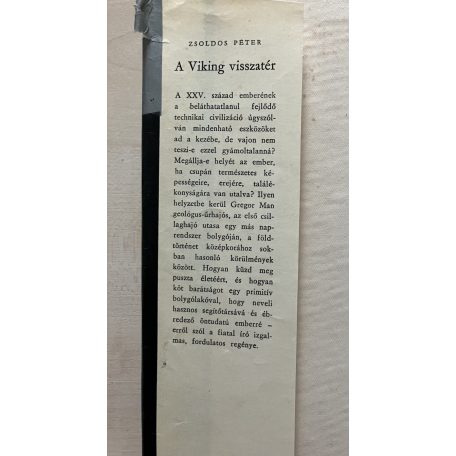 ZSOLDOS PÉTER
A Viking visszatér
A XXV. század emberének
a beláthatatlanul fejlődő
technikai civilizáció úgyszól-
ván mindenható eszközöket
ad a kezébe, de vajon nem
teszi-e ezzel gyámoltalanná?
Megállja-e helyét az ember,
ha csupán természetes ké-
pességeire, erejére, találé-
konyságára van utalva? Ilyen
helyzetbe kerül Gregor Man
geológus-űrhajós, az első csil-
laghajó utasa egy más nap-
rendszer bolygóján, a föld-
történet középkorához sok-
ban hasonló körülmények
között. Hogyan küzd meg
puszta életéért, és hogyan
köt barátságot egy primitív
bolygólakóval, hogy neveli
hasznos segítőtársává és éb-
redező öntudatú emberré –
erről szól a fiatal író izgal-
mas, fordulatos regénye.